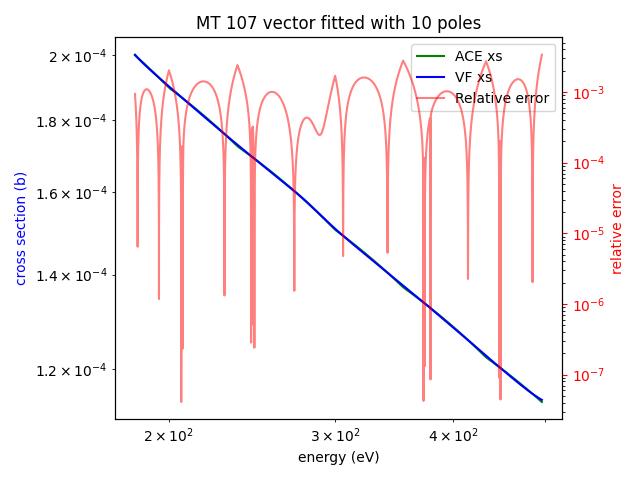 MT 107 vector fitted with 10 poles
ACE xs
VF xs
Relative error
cross section (b)
2 × 10⁻⁴
1.8 × 10⁻⁴
1.6 × 10⁻⁴
1.4 × 10⁻⁴
1.2 × 10⁻⁴
10⁻³
10⁻⁴
10⁻⁵
10⁻⁶
10⁻⁷
relative error
2 × 10² 3 × 10² 4 × 10²
energy (eV)